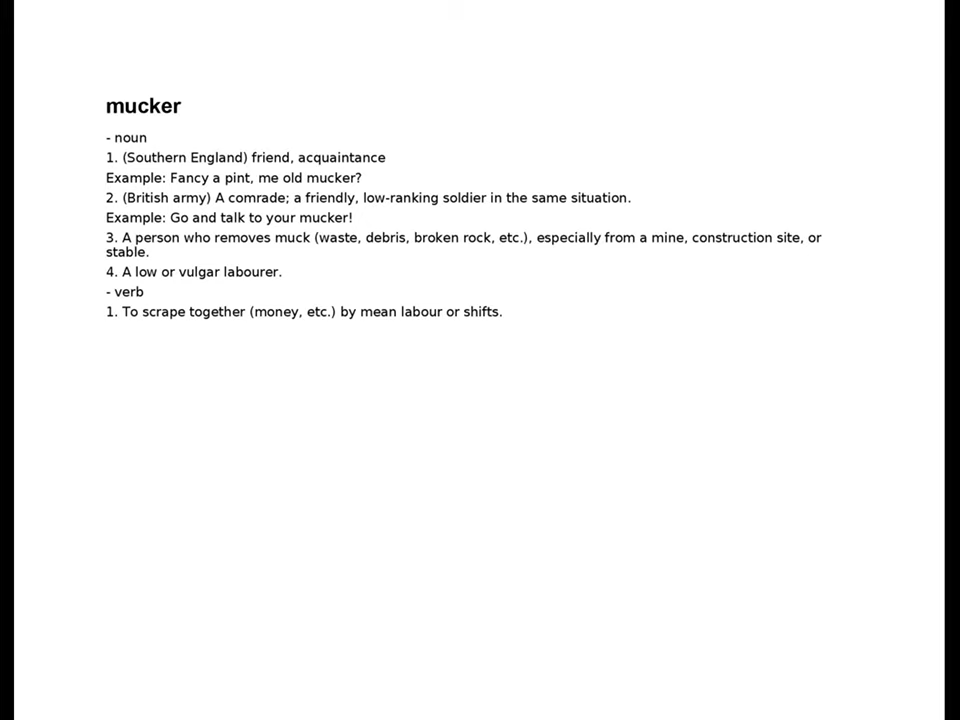 mucker
- noun
1. (Southern England) friend, acquaintance
Example: Fancy a pint, me old mucker?
2. (British army) A comrade; a friendly, low-ranking soldier in the same situation.
Example: Go and talk to your mucker!
3. A person who removes muck (waste, debris, broken rock, etc.), especially from a mine, construction site, or
stable.
4. A low or vulgar labourer.
- verb
1. To scrape together (money, etc.) by mean labour or shifts.